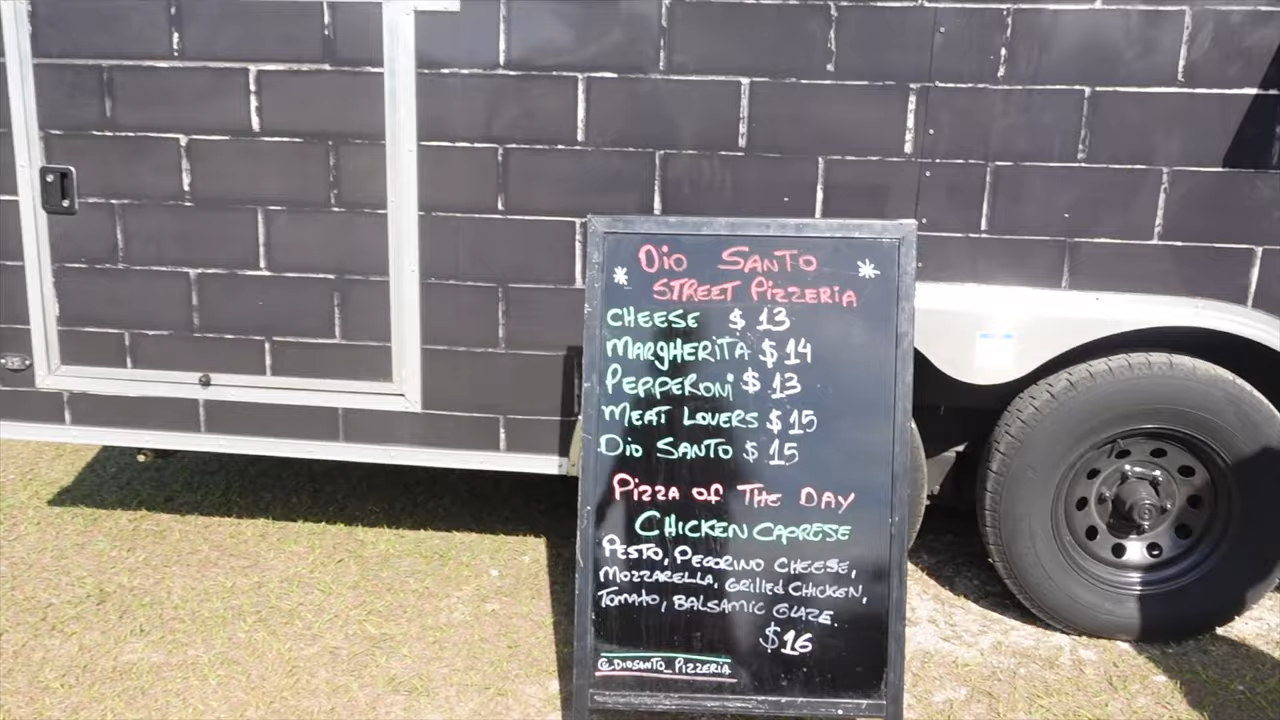 Dio SANTO
STREET PizzERiA
CHEESE $13
MARgHERiTA $14
PEPPERONi $13
MEAT LOVERS $15
Dio SANTO $15
Pizza of THE DAY
CHICKEN CAPRESE
PESTO, PECORINO CHEESE,
MOZZARELLA, GRillEd CHICKEN,
TOMATO, BALSAMIC GLAZE.
$16
@DIOSANTO_PIZZERIA